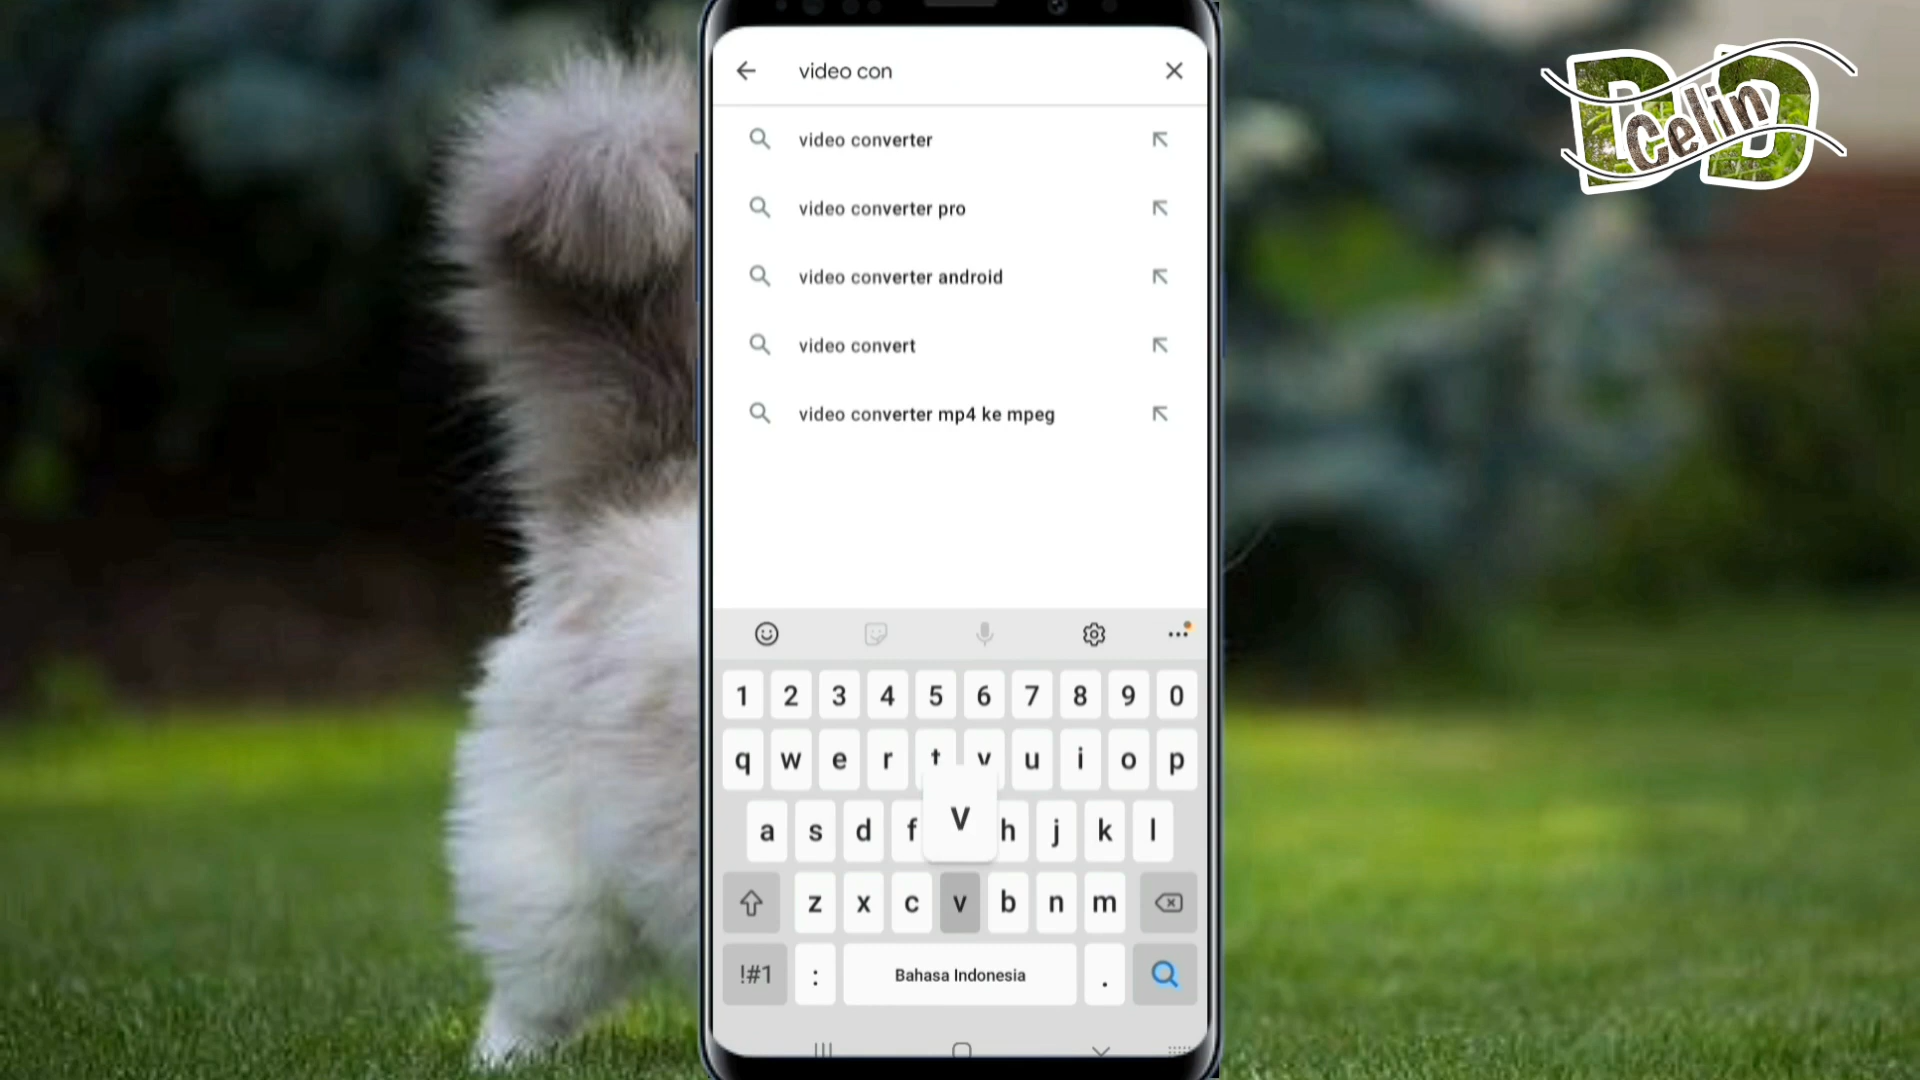 video con
video converter
video converter pro
video converter android
video convert
video converter mp4 ke mpeg
1 2 3 4 5 6 7 8 9 0
q w e r t y u i o p
a s d f v h j k l
z x c v b n m
!#1 : Bahasa Indonesia .
D Celin D